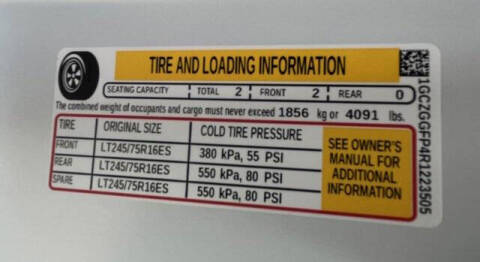 TIRE AND LOADING INFORMATION
SEATING CAPACITY TOTAL 2 FRONT 2 REAR 0
The combined weight of occupants and cargo must never exceed 1856 kg or 4091 lbs.
TIRE ORIGINAL SIZE COLD TIRE PRESSURE
FRONT LT245/75R16ES 380 kPa, 55 PSI
REAR LT245/75R16ES 550 kPa, 80 PSI
SPARE LT245/75R16ES 550 kPa, 80 PSI
SEE OWNER'S
MANUAL FOR
ADDITIONAL
INFORMATION
1GCZGGFP4R1223505